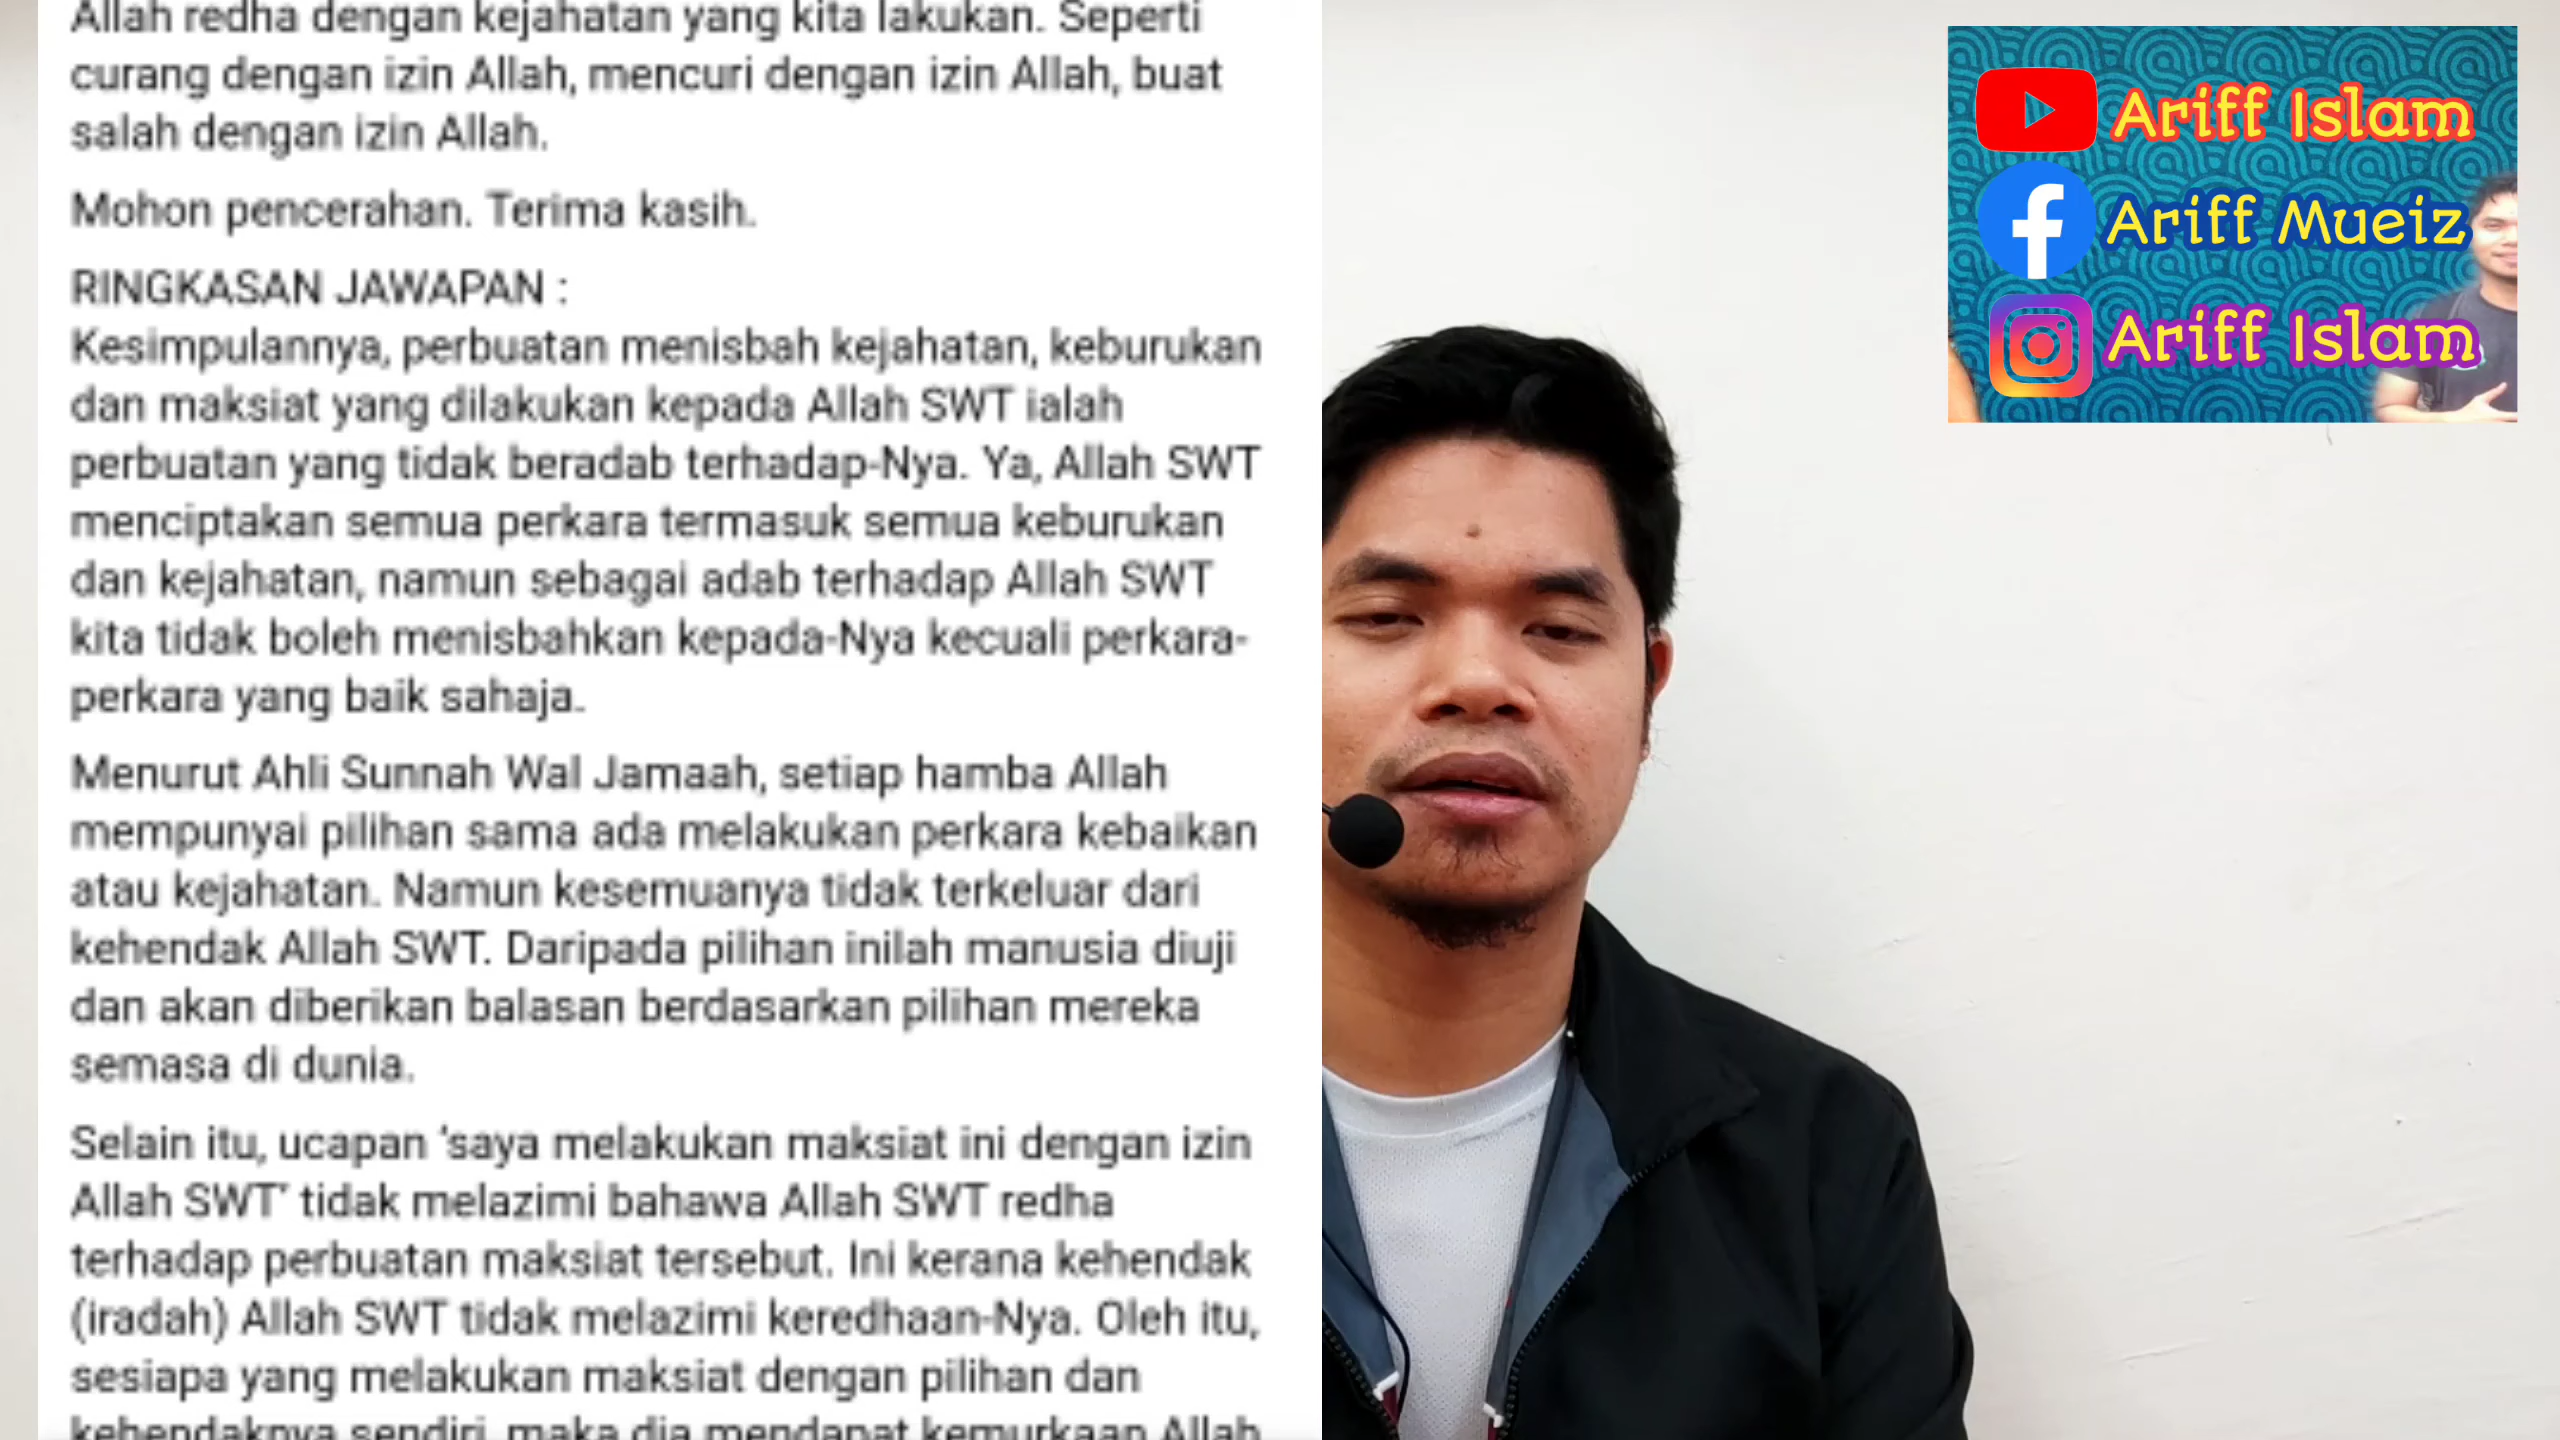 Allah redha dengan kejahatan yang kita lakukan. Seperti
curang dengan izin Allah, mencuri dengan izin Allah, buat
salah dengan izin Allah.
Mohon pencerahan. Terima kasih.
RINGKASAN JAWAPAN :
Kesimpulannya, perbuatan menisbah kejahatan, keburukan
dan maksiat yang dilakukan kepada Allah SWT ialah
perbuatan yang tidak beradab terhadap-Nya. Ya, Allah SWT
menciptakan semua perkara termasuk semua keburukan
dan kejahatan, namun sebagai adab terhadap Allah SWT
kita tidak boleh menisbahkan kepada-Nya kecuali perkara-
perkara yang baik sahaja.
Menurut Ahli Sunnah Wal Jamaah, setiap hamba Allah
mempunyai pilihan sama ada melakukan perkara kebaikan
atau kejahatan. Namun kesemuanya tidak terkeluar dari
kehendak Allah SWT. Daripada pilihan inilah manusia diuji
dan akan diberikan balasan berdasarkan pilihan mereka
semasa di dunia.
Selain itu, ucapan ‘saya melakukan maksiat ini dengan izin
Allah SWT’ tidak melazimi bahawa Allah SWT redha
terhadap perbuatan maksiat tersebut. Ini kerana kehendak
(iradah) Allah SWT tidak melazimi keredhaan-Nya. Oleh itu,
sesiapa yang melakukan maksiat dengan pilihan dan
kehendaknya sendiri, maka dia mendapat kemurkaan Allah
Ariff Islam
Ariff Mueiz
Ariff Islam